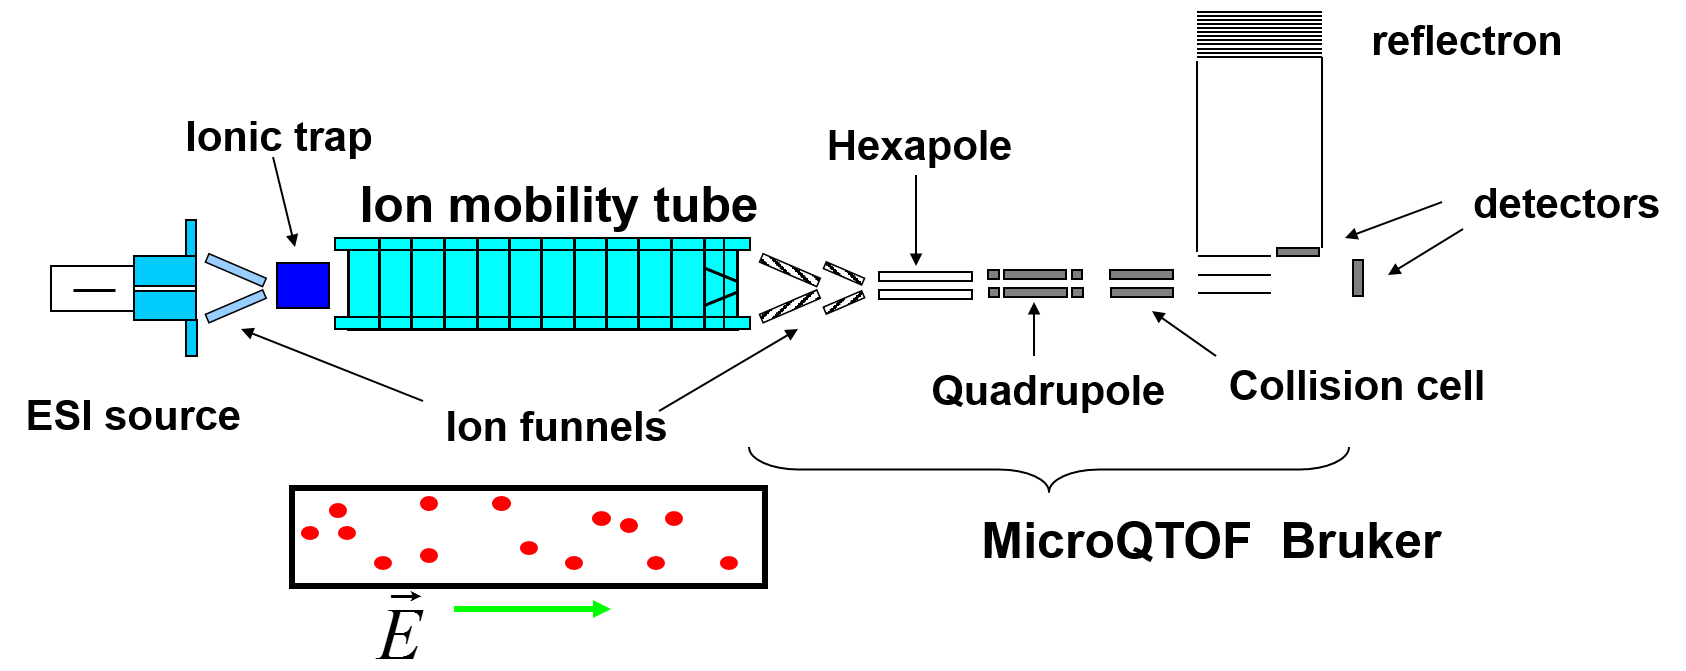 reflectron
Ionic trap
Hexapole
Ion mobility tube
detectors
Quadrupole
Collision cell
ESI source
Ion funnels
MicroQTOF Bruker
E